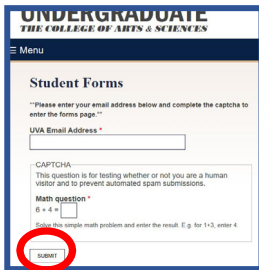 UNDERGRADUATE
THE COLLEGE OF ARTS & SCIENCES
≡ Menu
Student Forms
**Please enter your email address below and complete the captcha to
enter the forms page.**
UVA Email Address *
CAPTCHA
This question is for testing whether or not you are a human
visitor and to prevent automated spam submissions.
Math question *
6 + 4 =
Solve this simple math problem and enter the result. E.g. for 1+3, enter 4.
SUBMIT